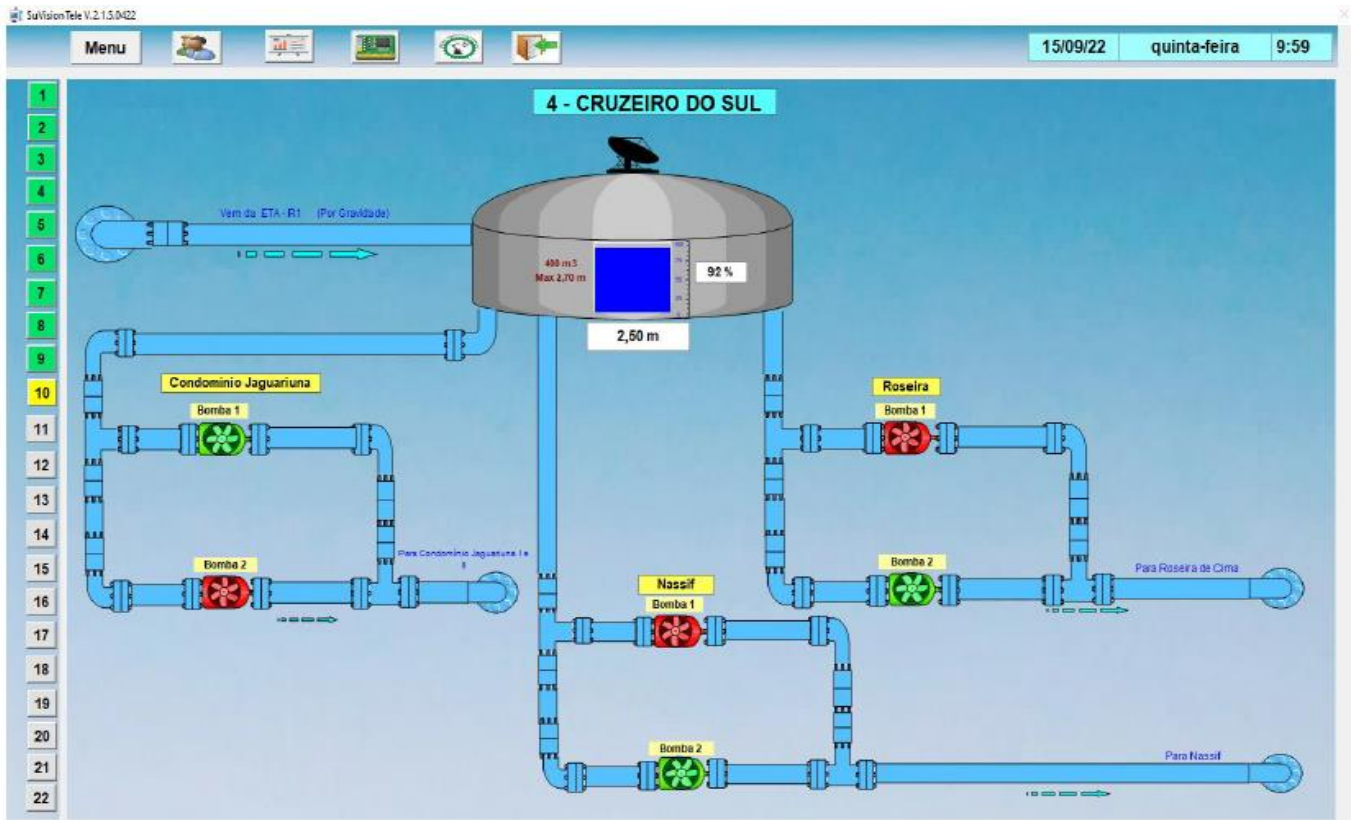 SuVisionTele V.2.1.5.0422
Menu
15/09/22 quinta-feira 9:59
1
2
3
4
5
6
7
8
9
10
11
12
13
14
15
16
17
18
19
20
21
22
4 - CRUZEIRO DO SUL
Vem da ETA - R1 (Por Gravidade)
400 m3
Max 2,70 m
92 %
2,50 m
Condominio Jaguariuna
Bomba 1
Bomba 2
Para Condomínio Jaguariuna I e
II
Roseira
Bomba 1
Bomba 2
Para Roseira de Cima
Nassif
Bomba 1
Bomba 2
Para Nassif